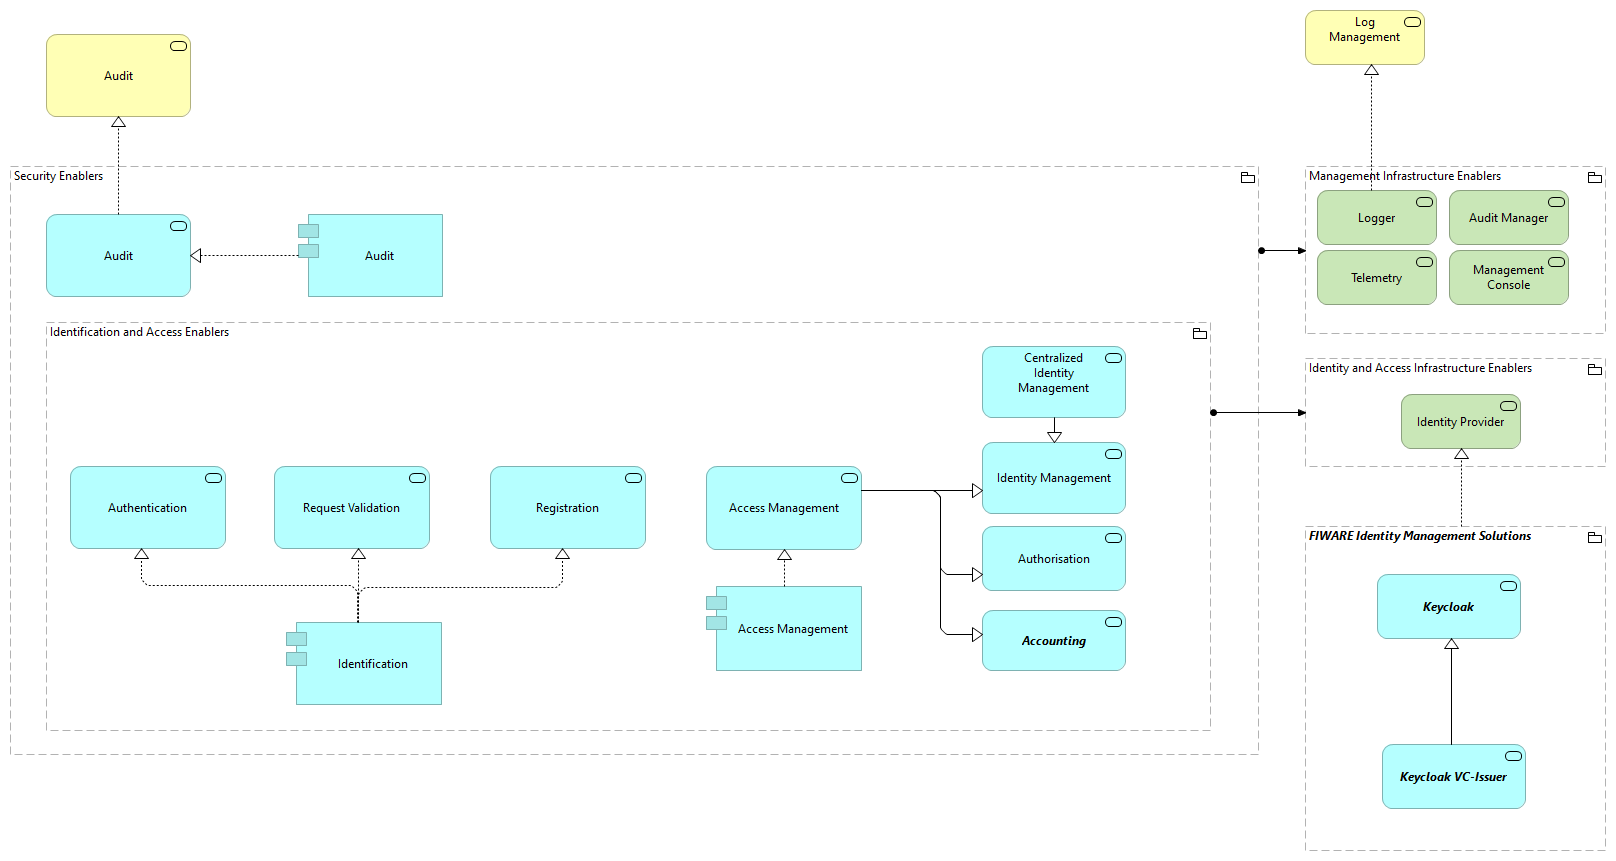 Log
Management
Audit
Security Enablers
Management Infrastructure Enablers
Audit
Audit
Logger
Audit Manager
Telemetry
Management
Console
Identification and Access Enablers
Identity and Access Infrastructure Enablers
Centralized
Identity
Management
Identity Provider
Authentication
Request Validation
Registration
Access Management
Identity Management
Authorisation
FIWARE Identity Management Solutions
Keycloak
Access Management
Accounting
Identification
Keycloak VC-Issuer